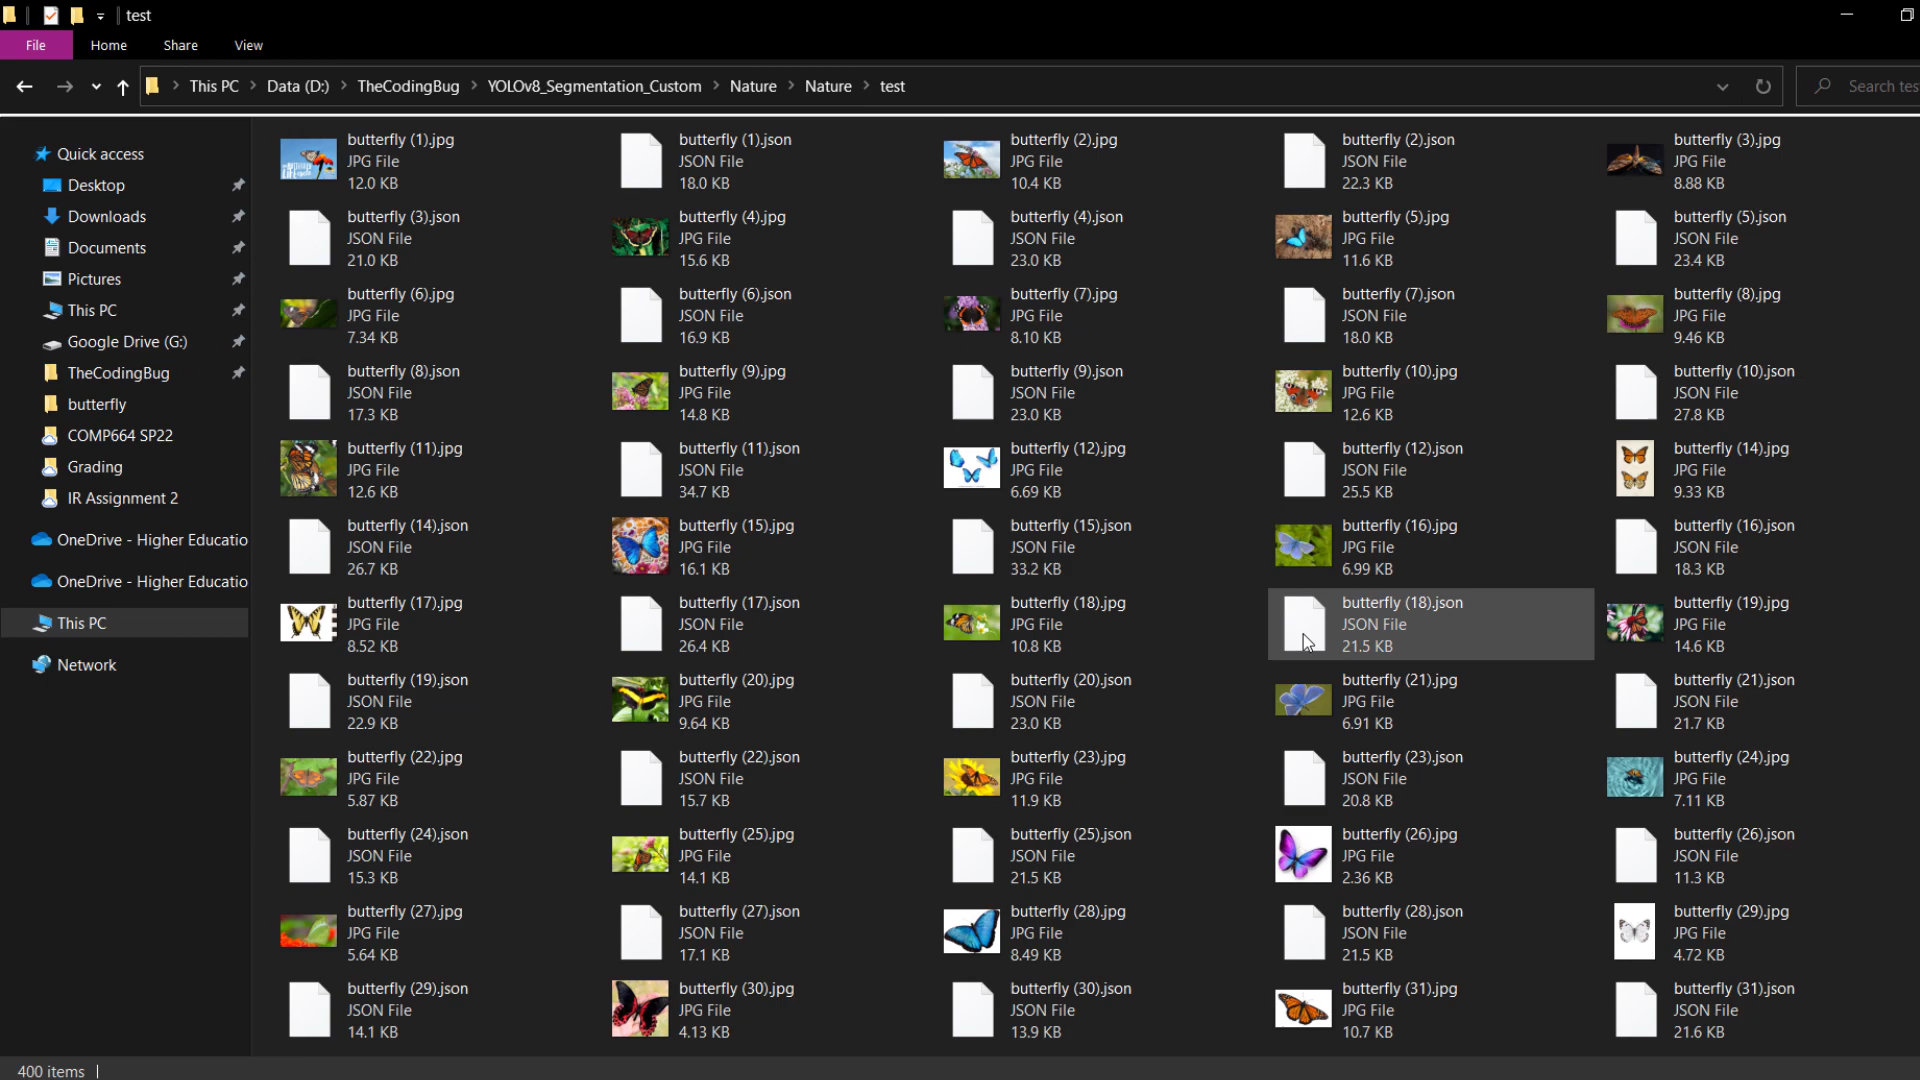 test
File Home Share View
This PC Data (D:) TheCodingBug YOLOv8_Segmentation_Custom Nature Nature test
Search tes
Quick access
Desktop
Downloads
Documents
Pictures
This PC
Google Drive (G:)
TheCodingBug
butterfly
COMP664 SP22
Grading
IR Assignment 2
OneDrive - Higher Educatio
OneDrive - Higher Educatio
This PC
Network
butterfly (1).jpg butterfly (1).json butterfly (2).jpg butterfly (2).json butterfly (3).jpg
JPG File JSON File JPG File JSON File JPG File
12.0 KB 18.0 KB 10.4 KB 22.3 KB 8.88 KB
butterfly (3).json butterfly (4).jpg butterfly (4).json butterfly (5).jpg butterfly (5).json
JSON File JPG File JSON File JPG File JSON File
21.0 KB 15.6 KB 23.0 KB 11.6 KB 23.4 KB
butterfly (6).jpg butterfly (6).json butterfly (7).jpg butterfly (7).json butterfly (8).jpg
JPG File JSON File JPG File JSON File JPG File
7.34 KB 16.9 KB 8.10 KB 18.0 KB 9.46 KB
butterfly (8).json butterfly (9).jpg butterfly (9).json butterfly (10).jpg butterfly (10).json
JSON File JPG File JSON File JPG File JSON File
17.3 KB 14.8 KB 23.0 KB 12.6 KB 27.8 KB
butterfly (11).jpg butterfly (11).json butterfly (12).jpg butterfly (12).json butterfly (14).jpg
JPG File JSON File JPG File JSON File JPG File
12.6 KB 34.7 KB 6.69 KB 25.5 KB 9.33 KB
butterfly (14).json butterfly (15).jpg butterfly (15).json butterfly (16).jpg butterfly (16).json
JSON File JPG File JSON File JPG File JSON File
26.7 KB 16.1 KB 33.2 KB 6.99 KB 18.3 KB
butterfly (17).jpg butterfly (17).json butterfly (18).jpg butterfly (18).json butterfly (19).jpg
JPG File JSON File JPG File JSON File JPG File
8.52 KB 26.4 KB 10.8 KB 21.5 KB 14.6 KB
butterfly (19).json butterfly (20).jpg butterfly (20).json butterfly (21).jpg butterfly (21).json
JSON File JPG File JSON File JPG File JSON File
22.9 KB 9.64 KB 23.0 KB 6.91 KB 21.7 KB
butterfly (22).jpg butterfly (22).json butterfly (23).jpg butterfly (23).json butterfly (24).jpg
JPG File JSON File JPG File JSON File JPG File
5.87 KB 15.7 KB 11.9 KB 20.8 KB 7.11 KB
butterfly (24).json butterfly (25).jpg butterfly (25).json butterfly (26).jpg butterfly (26).json
JSON File JPG File JSON File JPG File JSON File
15.3 KB 14.1 KB 21.5 KB 2.36 KB 11.3 KB
butterfly (27).jpg butterfly (27).json butterfly (28).jpg butterfly (28).json butterfly (29).jpg
JPG File JSON File JPG File JSON File JPG File
5.64 KB 17.1 KB 8.49 KB 21.5 KB 4.72 KB
butterfly (29).json butterfly (30).jpg butterfly (30).json butterfly (31).jpg butterfly (31).json
JSON File JPG File JSON File JPG File JSON File
14.1 KB 4.13 KB 13.9 KB 10.7 KB 21.6 KB
400 items